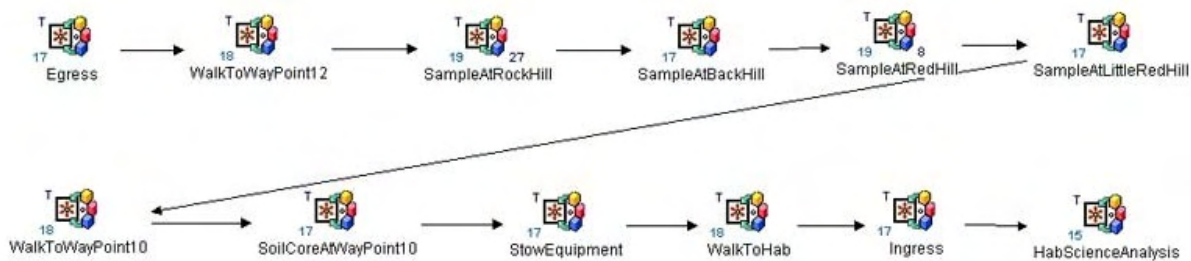 T T T T T T
17 18 19 27 17 19 8 17
Egress WalkToWayPoint12 SampleAtRockHill SampleAtBackHill SampleAtRedHill SampleAtLittleRedHill
T T T T T T
18 17 17 18 17 15
WalkToWayPoint10 SoilCoreAtWayPoint10 StowEquipment WalkToHab Ingress HabScienceAnalysis